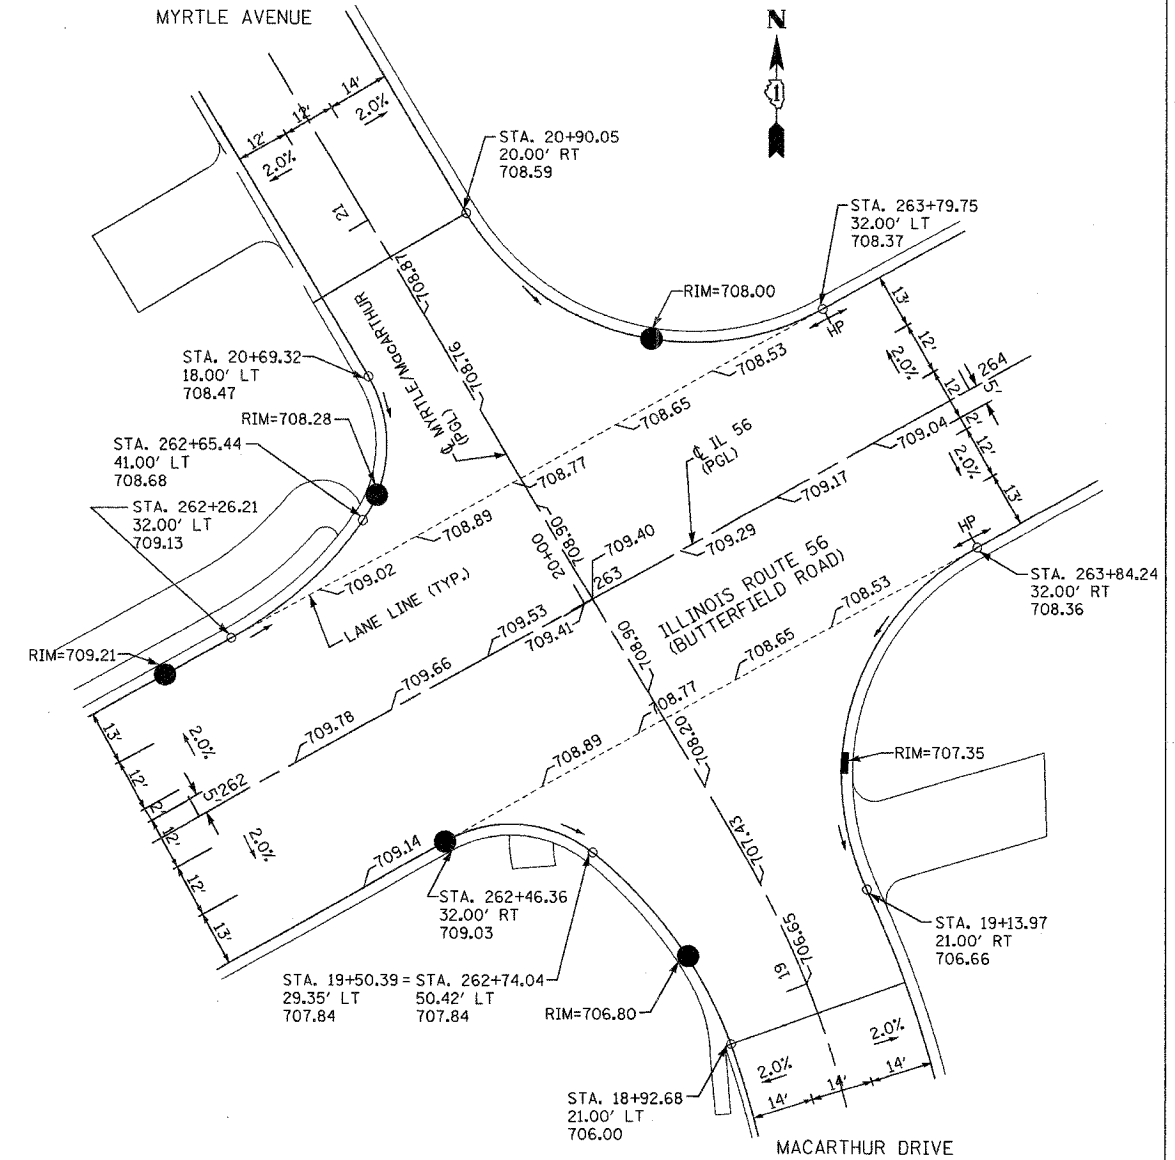 MYRTLE AVENUE
N
1
12'
12'
14'
2.0%
2.0%
STA. 20+90.05
20.00' RT
708.59
21
STA. 263+79.75
32.00' LT
708.37
RIM=708.00
HP
13'
12'
2.0%
12'
264
5'
2'
12'
2.0%
13'
708.87
708.76
℄ MYRTLE/MacARTHUR
(PGL)
708.53
708.65
708.77
708.89
709.02
STA. 20+69.32
18.00' LT
708.47
RIM=708.28
STA. 262+65.44
41.00' LT
708.68
STA. 262+26.21
32.00' LT
709.13
℄ IL 56
(PGL)
709.04
709.17
709.29
709.40
708.90
20+00
263
LANE LINE (TYP.)
709.41
709.53
709.66
709.78
ILLINOIS ROUTE 56
(BUTTERFIELD ROAD)
HP
STA. 263+84.24
32.00' RT
708.36
708.53
708.65
708.77
708.89
709.14
708.90
708.20
707.43
706.65
19
RIM=709.21
13'
12'
2'
12'
12'
13'
2.0%
5'
262
2.0%
RIM=707.35
STA. 262+46.36
32.00' RT
709.03
STA. 19+13.97
21.00' RT
706.66
STA. 19+50.39 = STA. 262+74.04
29.35' LT 50.42' LT
707.84 707.84
RIM=706.80
STA. 18+92.68
21.00' LT
706.00
2.0%
2.0%
14'
14'
14'
MACARTHUR DRIVE